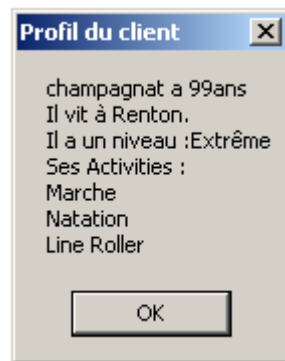 Profil du client
champagnat a 99ans
Il vit à Renton.
Il a un niveau :Extrême
Ses Activities :
Marche
Natation
Line Roller
OK